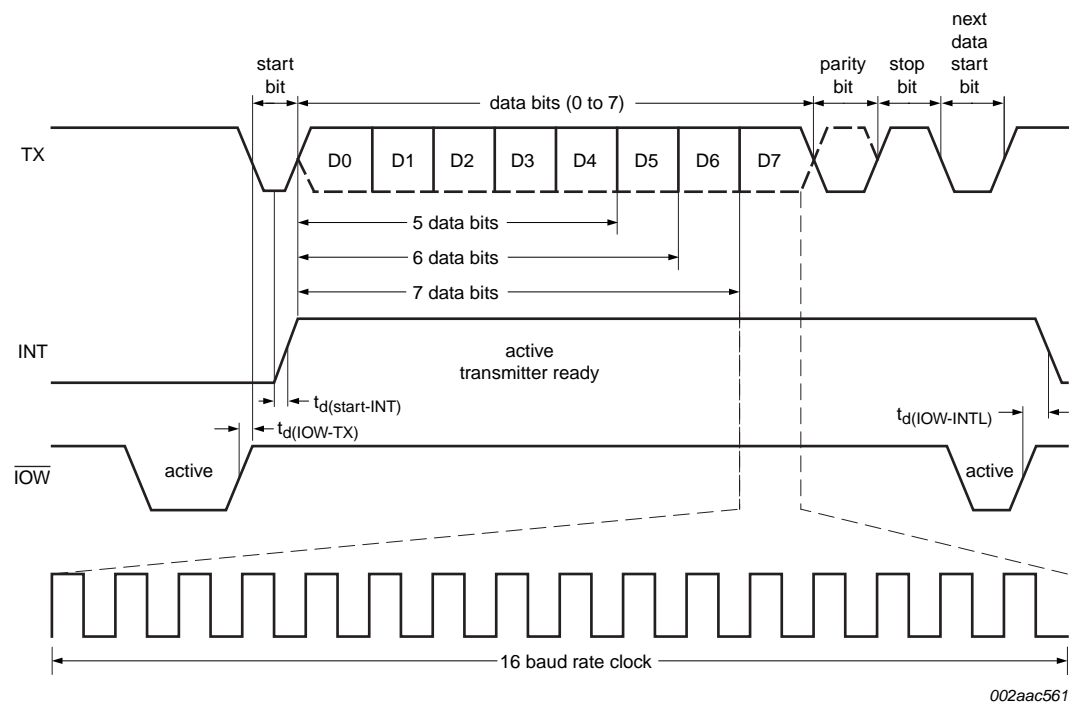 next
data
start
bit
start
bit
parity
bit
stop
bit
data bits (0 to 7)
TX
D0 D1 D2 D3 D4 D5 D6 D7
5 data bits
6 data bits
7 data bits
INT
active
transmitter ready
td(start-INT)
td(IOW-TX)
td(IOW-INTL)
IOW
active
active
16 baud rate clock
002aac561